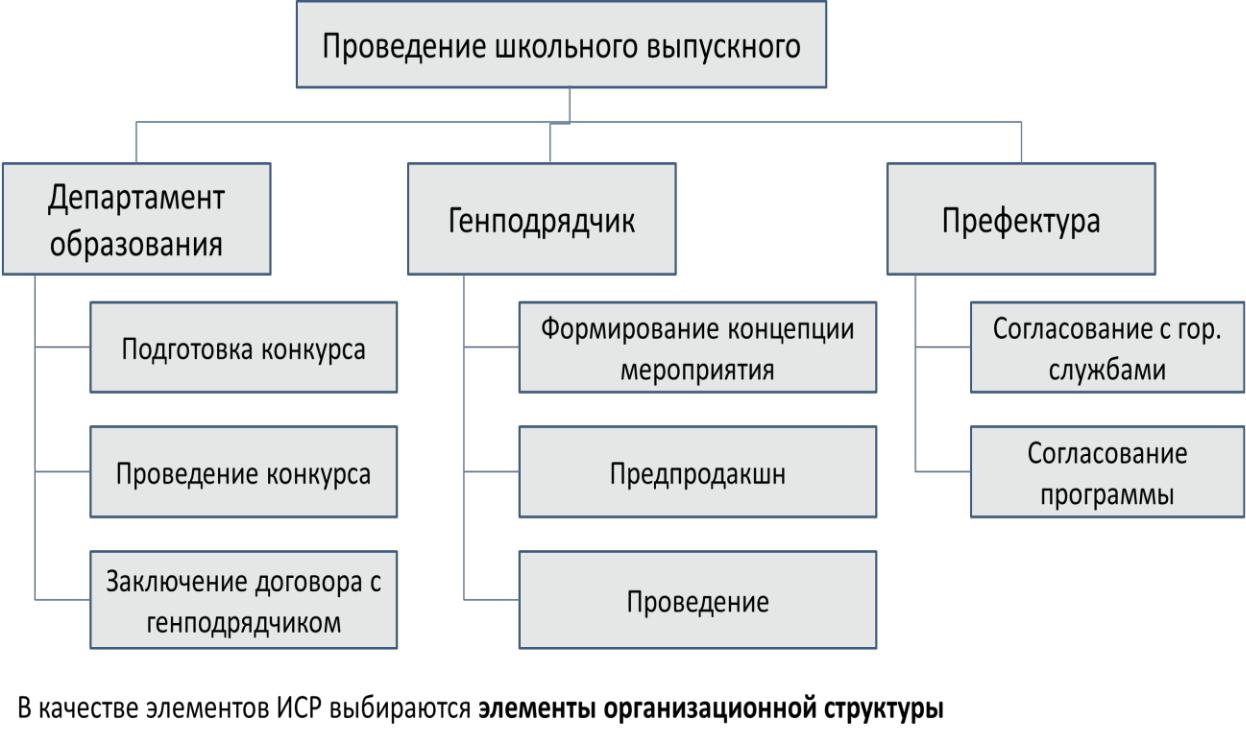 Проведение школьного выпускного
Департамент
образования
Генподрядчик
Префектура
Подготовка конкурса
Проведение конкурса
Заключение договора с
генподрядчиком
Формирование концепции
мероприятия
Предпродакшн
Проведение
Согласование с гор.
службами
Согласование
программы
В качестве элементов ИСР выбираются элементы организационной структуры